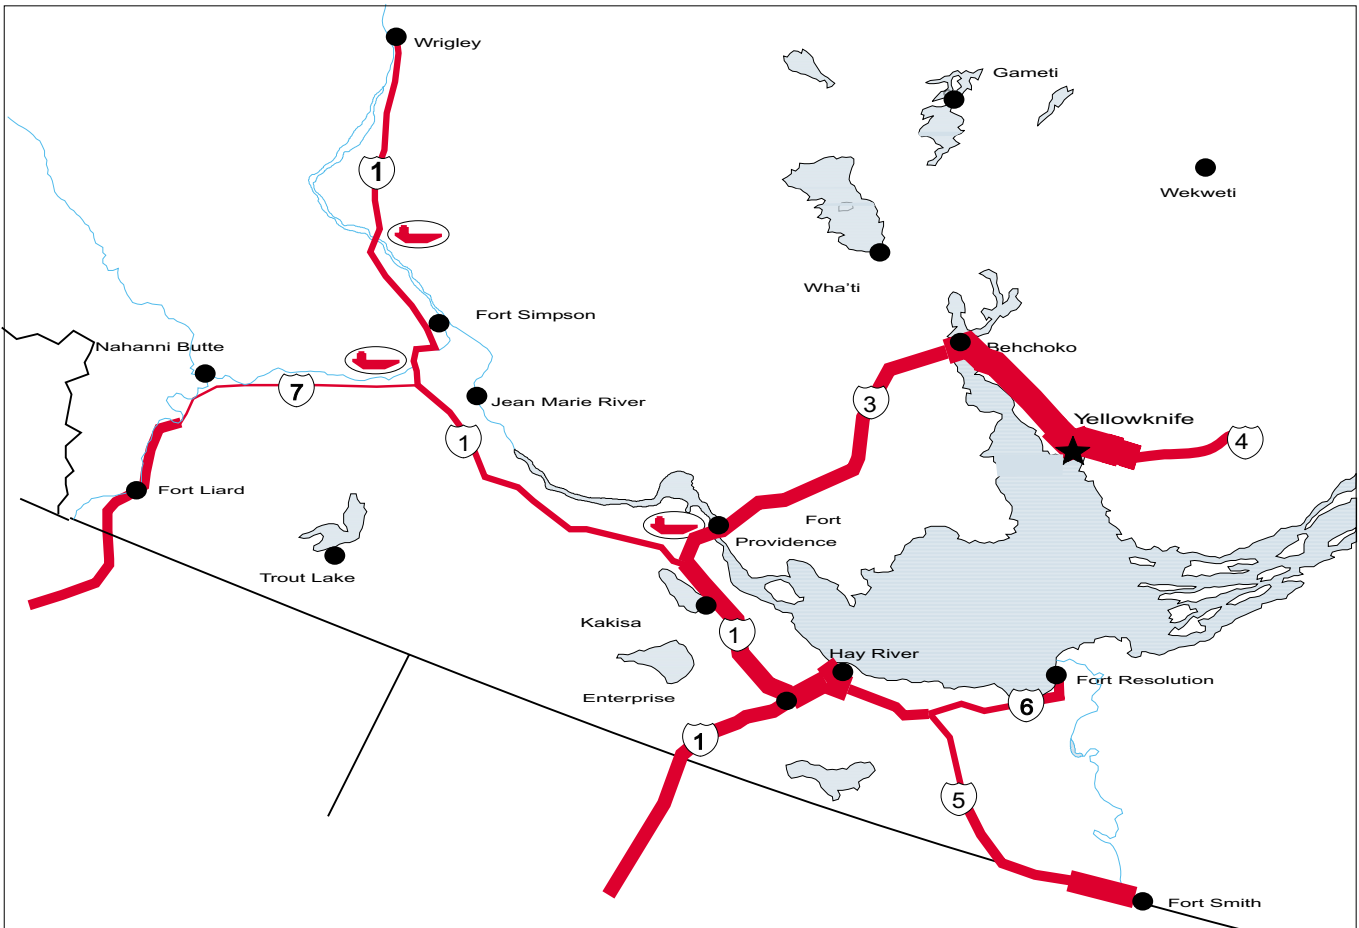 Wrigley
Gameti
1
Wekweti
Wha'ti
Fort Simpson
Nahanni Butte
Behchoko
7
Jean Marie River
3
Yellowknife
1
4
Fort Liard
Fort
Providence
Trout Lake
Kakisa
1
Hay River
Fort Resolution
Enterprise
6
1
5
Fort Smith